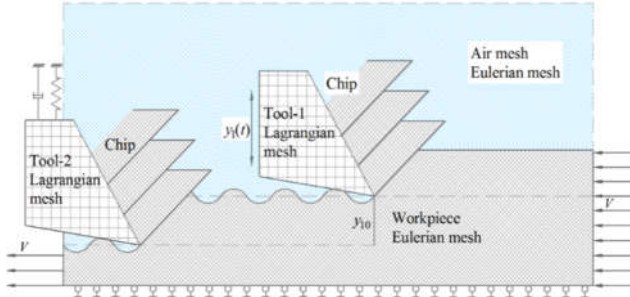 Air mesh
Eulerian mesh
Chip
Tool-1
Lagrangian
mesh
y₁(t)
Chip
Tool-2
Lagrangian
mesh
y₁₀
Workpiece
Eulerian mesh
V
V